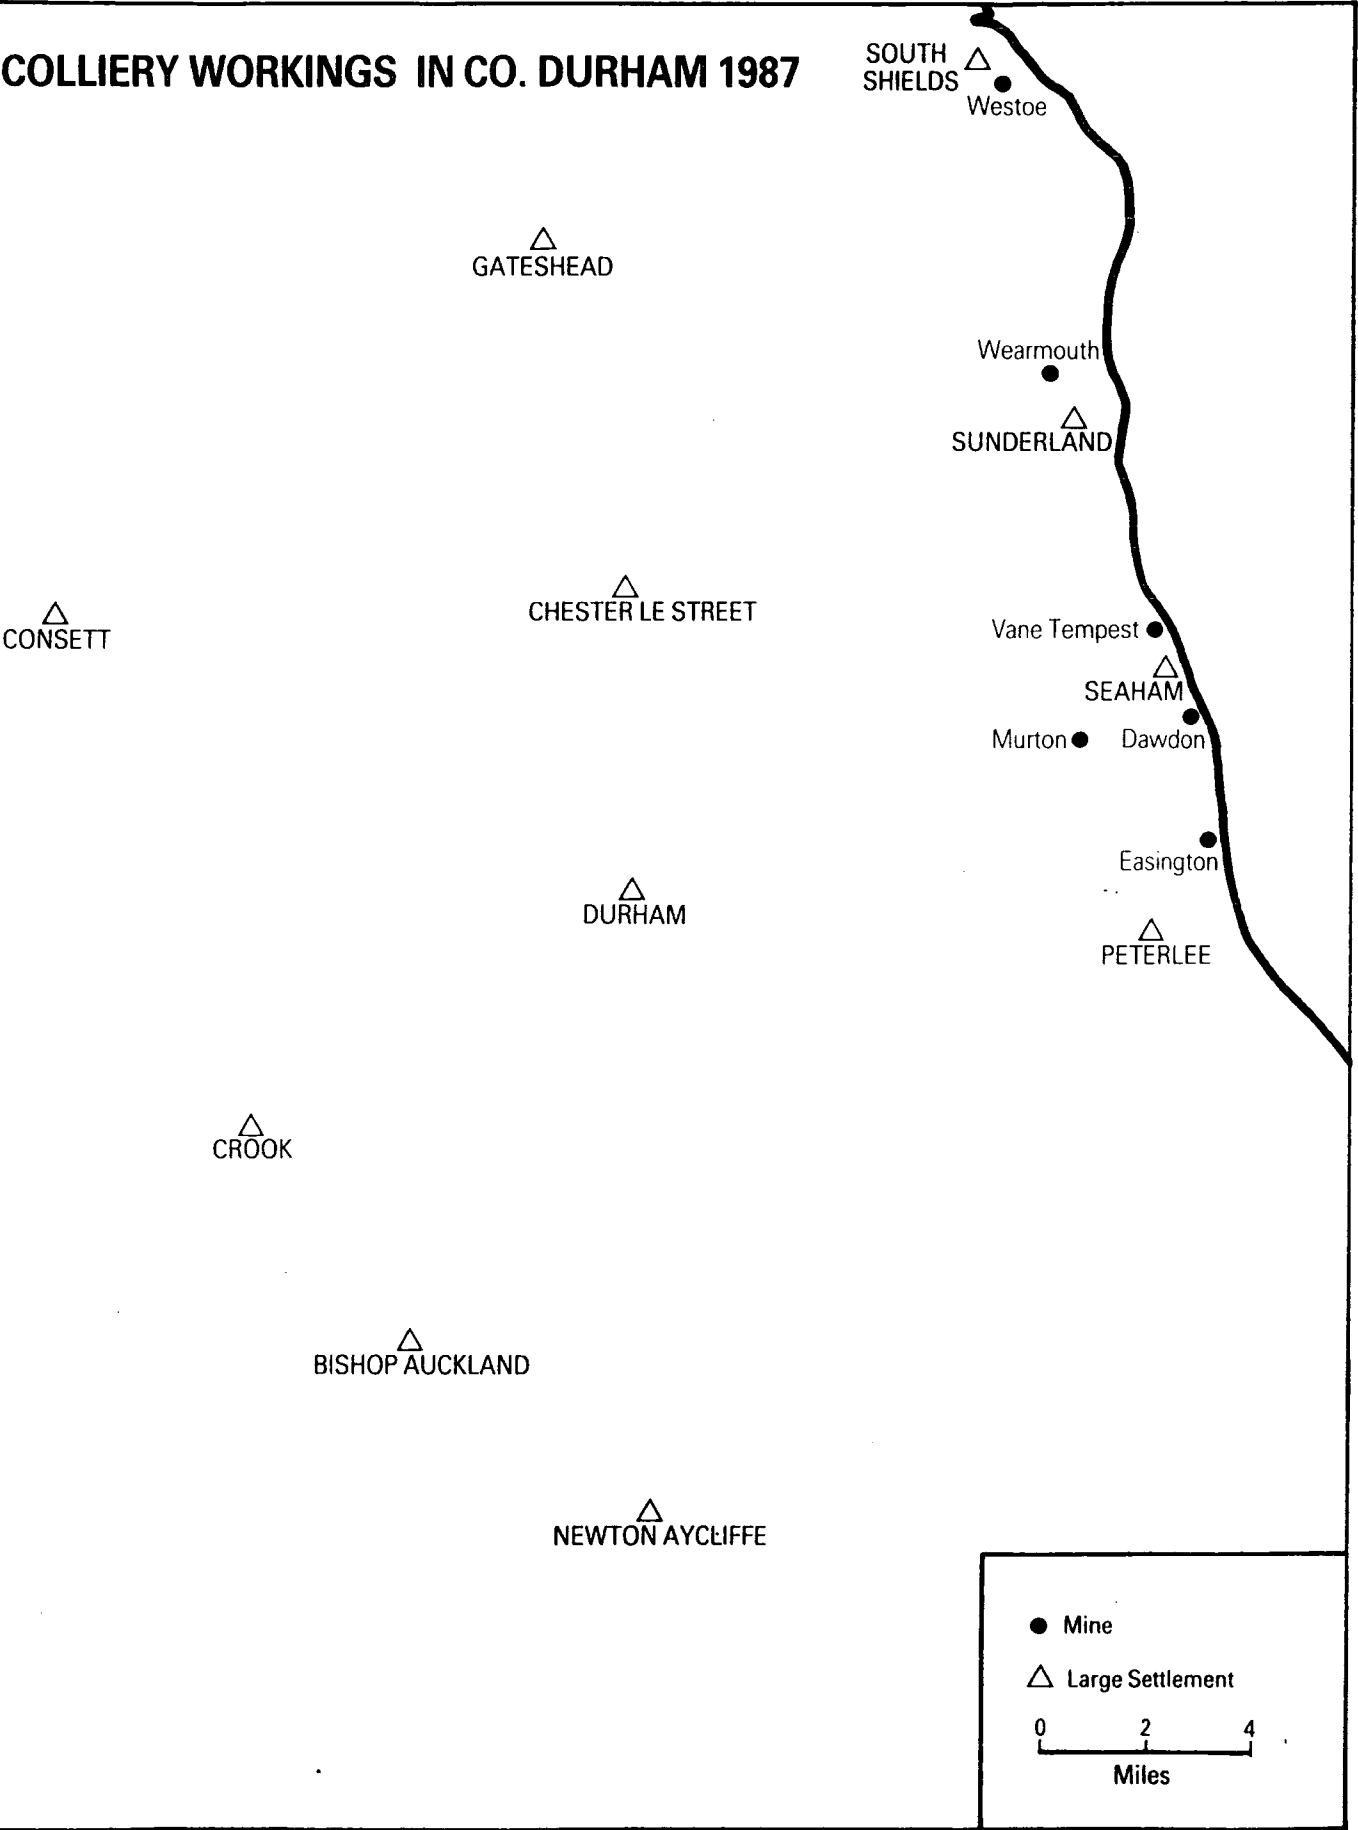 COLLIERY WORKINGS IN CO. DURHAM 1987
SOUTH
SHIELDS
Westoe
GATESHEAD
Wearmouth
SUNDERLAND
CHESTER LE STREET
CONSETT
Vane Tempest
SEAHAM
Murton
Dawdon
Easington
DURHAM
PETERLEE
CROOK
BISHOP AUCKLAND
NEWTON AYCLIFFE
Mine
Large Settlement
0 2 4
Miles